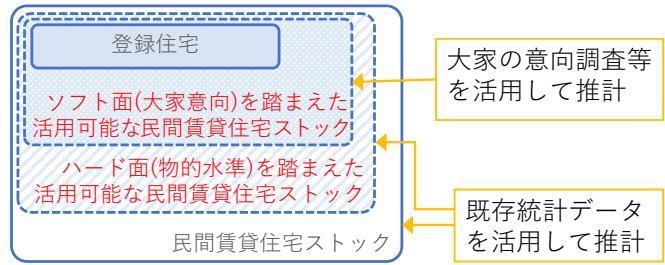 登録住宅
ソフト面(大家意向)を踏まえた
活用可能な民間賃貸住宅ストック
ハード面(物的水準)を踏まえた
活用可能な民間賃貸住宅ストック
民間賃貸住宅ストック
大家の意向調査等
を活用して推計
既存統計データ
を活用して推計